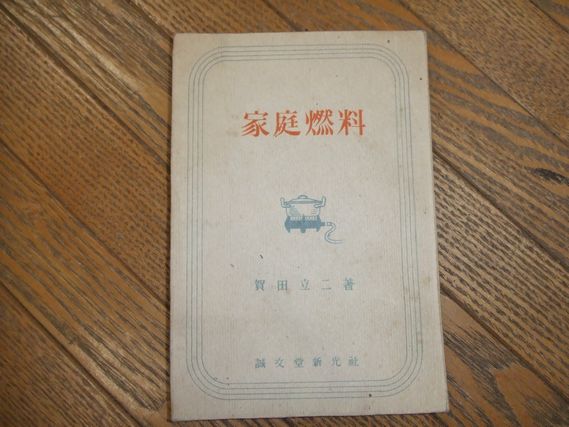 家庭燃料
賀田立二著
誠文堂新光社